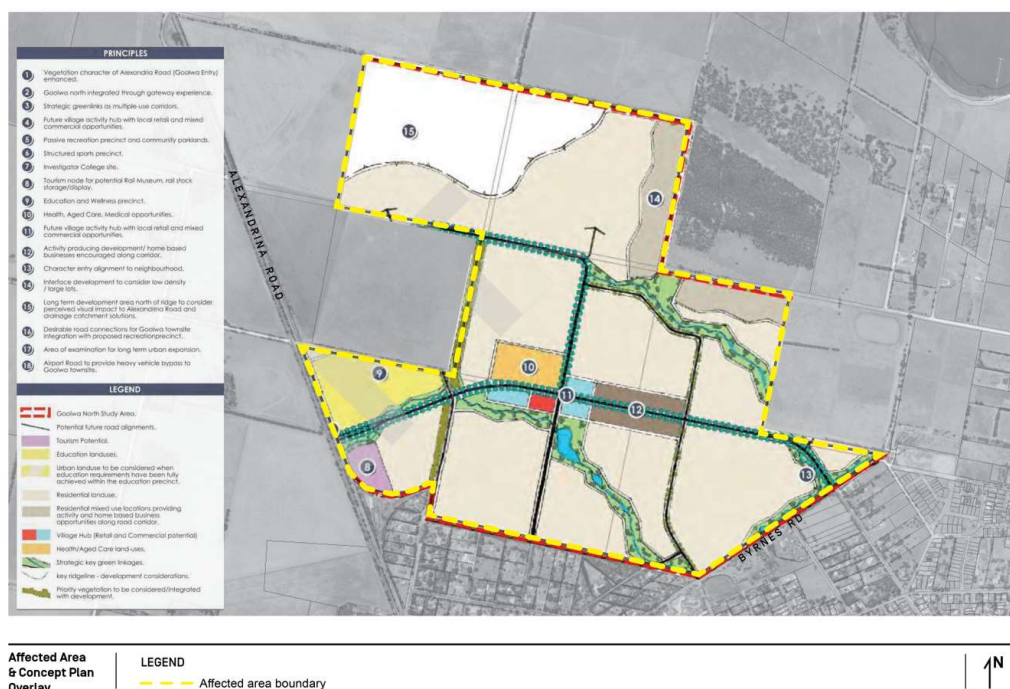 PRINCIPLES
1 Vegetation character of Alexandria Road (Goolwa Entry)
enhanced.
2 Goolwa north integrated through gateway experience.
3 Strategic greenlinks as multiple-use corridors.
4 Future village activity hub with local retail and mixed
commercial opportunities.
5 Passive recreation precinct and community parklands.
6 Structured sports precinct.
7 Investigator College site.
8 Tourism node for potential Rail Museum, rail stock
storage/display.
9 Education and Wellness precinct.
10 Health, Aged Care, Medical opportunities.
11 Future village activity hub with local retail and mixed
commercial opportunities.
12 Activity producing development/ home based
businesses encouraged along corridor.
13 Character entry alignment to neighbourhood.
14 Interface development to consider low density
/ large lots.
15 Long term development area north of ridge to consider
perceived visual impact to Alexandrina Road and
drainage catchment solutions.
16 Desirable road connections for Goolwa townsite
integration with proposed recreationprecinct.
17 Area of examination for long term urban expansion.
18 Airport Road to provide heavy vehicle bypass to
Goolwa townsite.
LEGEND
Goolwa North Study Area.
Potential future road alignments.
Tourism Potential.
Education landuses.
Urban landuse to be considered when
education requirements have been fully
achieved within the education precinct.
Residential landuse.
Residential mixed use locations providing
activity and home based business
opportunities along road corridor.
Village Hub (Retail and Commercial potential)
Health/Aged Care land-uses.
Strategic key green linkages.
key ridgeline - development considerations.
Priority vegetation to be considered/integrated
with development.
ALEXANDRINA ROAD
15
14
9
10
11
12
8
13
BYRNES RD
Affected Area
& Concept Plan
Overlay
LEGEND
Affected area boundary
N